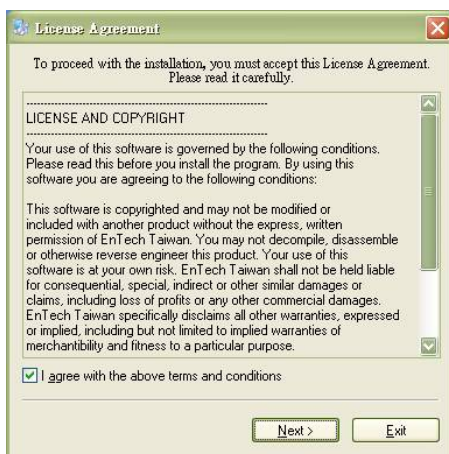 License Agreement
To proceed with the installation, you must accept this License Agreement.
Please read it carefully.
------------------------------------------------------------
LICENSE AND COPYRIGHT
------------------------------------------------------------
Your use of this software is governed by the following conditions.
Please read this before you install the program. By using this
software you are agreeing to the following conditions:
This software is copyrighted and may not be modified or
included with another product without the express, written
permission of EnTech Taiwan. You may not decompile, disassemble
or otherwise reverse engineer this product. Your use of this
software is at your own risk. EnTech Taiwan shall not be held liable
for consequential, special, indirect or other similar damages or
claims, including loss of profits or any other commercial damages.
EnTech Taiwan specifically disclaims all other warranties, expressed
or implied, including but not limited to implied warranties of
merchantibility and fitness to a particular purpose.
I agree with the above terms and conditions
Next >
Exit